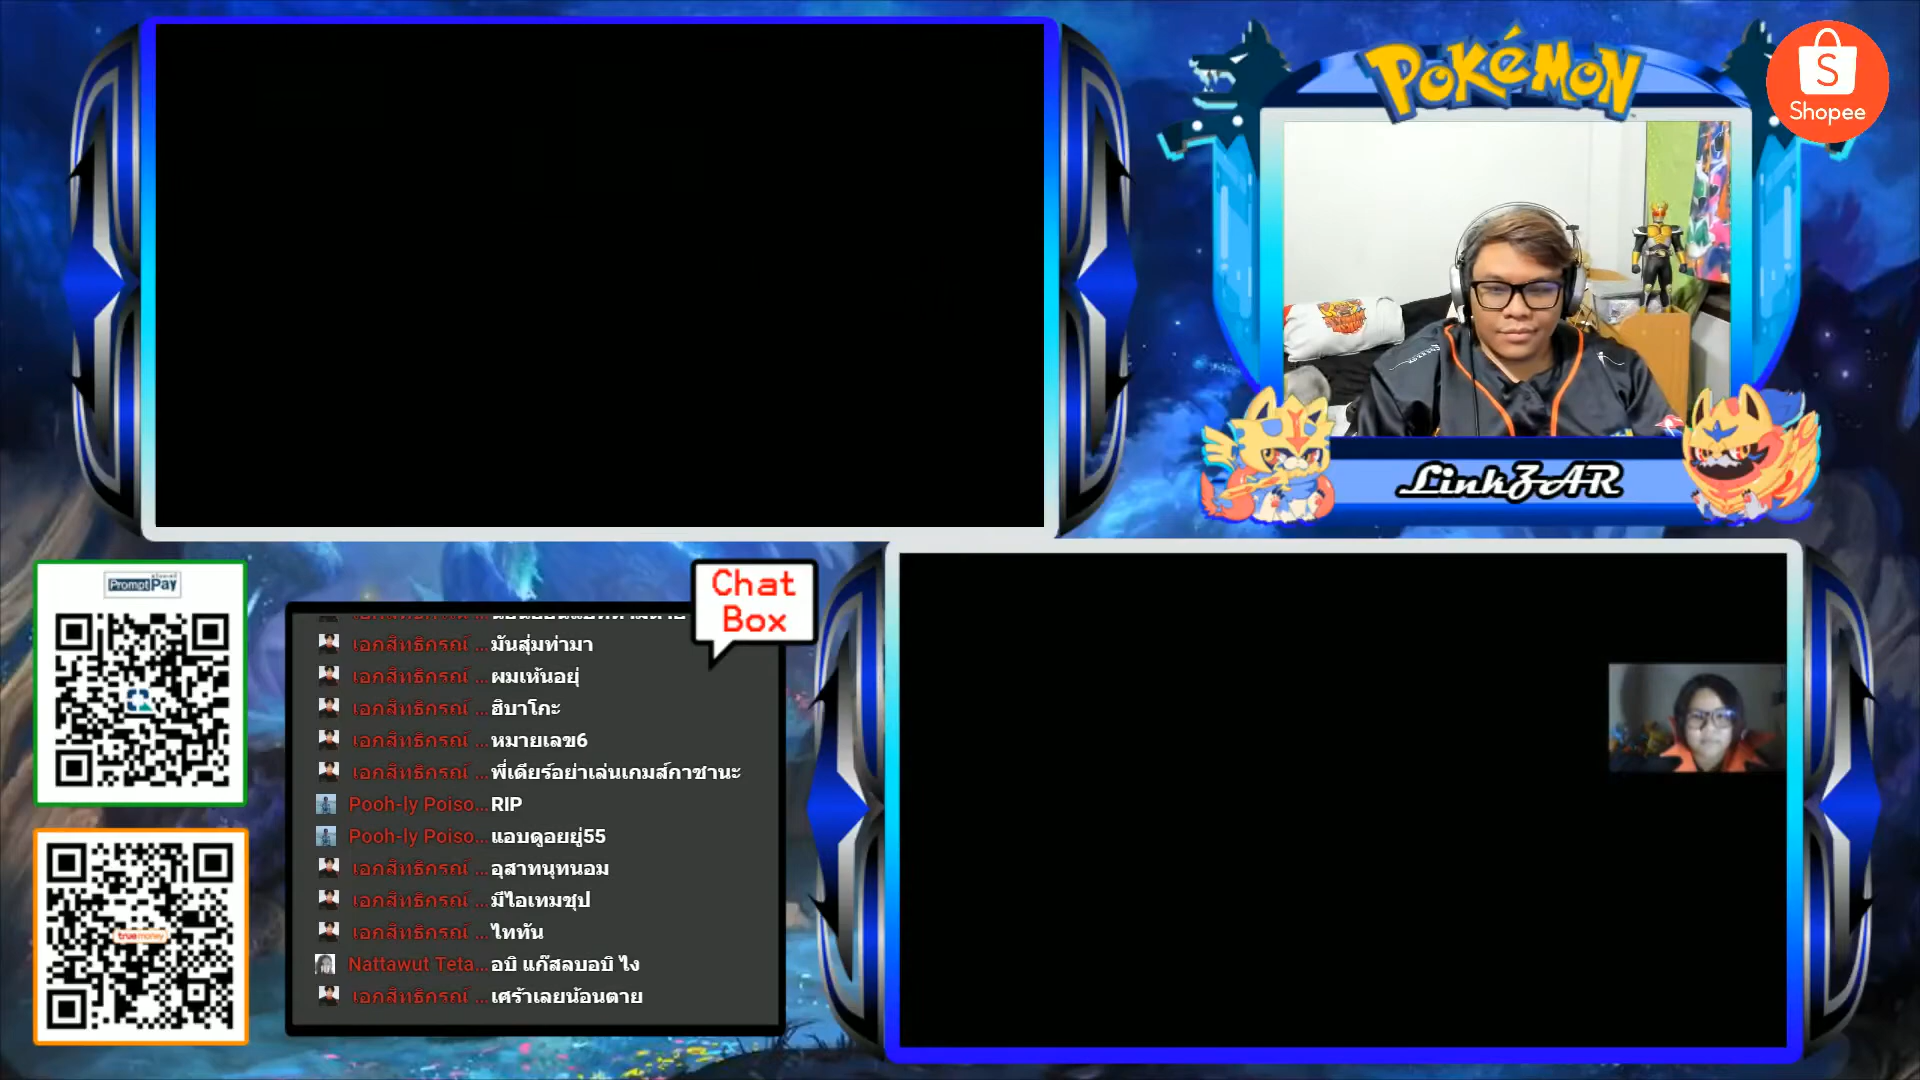 POKéMON
Shopee
LinkZAR
PromptPay
Chat
Box
เอกสิทธิกรณ์ ...มันสุ่มท่ามา
เอกสิทธิกรณ์ ...ผมเห้นอยุ่
เอกสิทธิกรณ์ ...ฮิบาโกะ
เอกสิทธิกรณ์ ...หมายเลข6
เอกสิทธิกรณ์ ...พี่เดียร์อย่าเล่นเกมส์กาชานะ
Pooh-ly Poiso...RIP
Pooh-ly Poiso...แอบดูอยยู่55
เอกสิทธิกรณ์ ...อุสาทนุทนอม
เอกสิทธิกรณ์ ...มีไอเทมชุป
เอกสิทธิกรณ์ ...ไททัน
Nattawut Teta...อบิ แก๊สลบอบิ ไง
เอกสิทธิกรณ์ ...เศร้าเลยน้อนตาย
truemoney